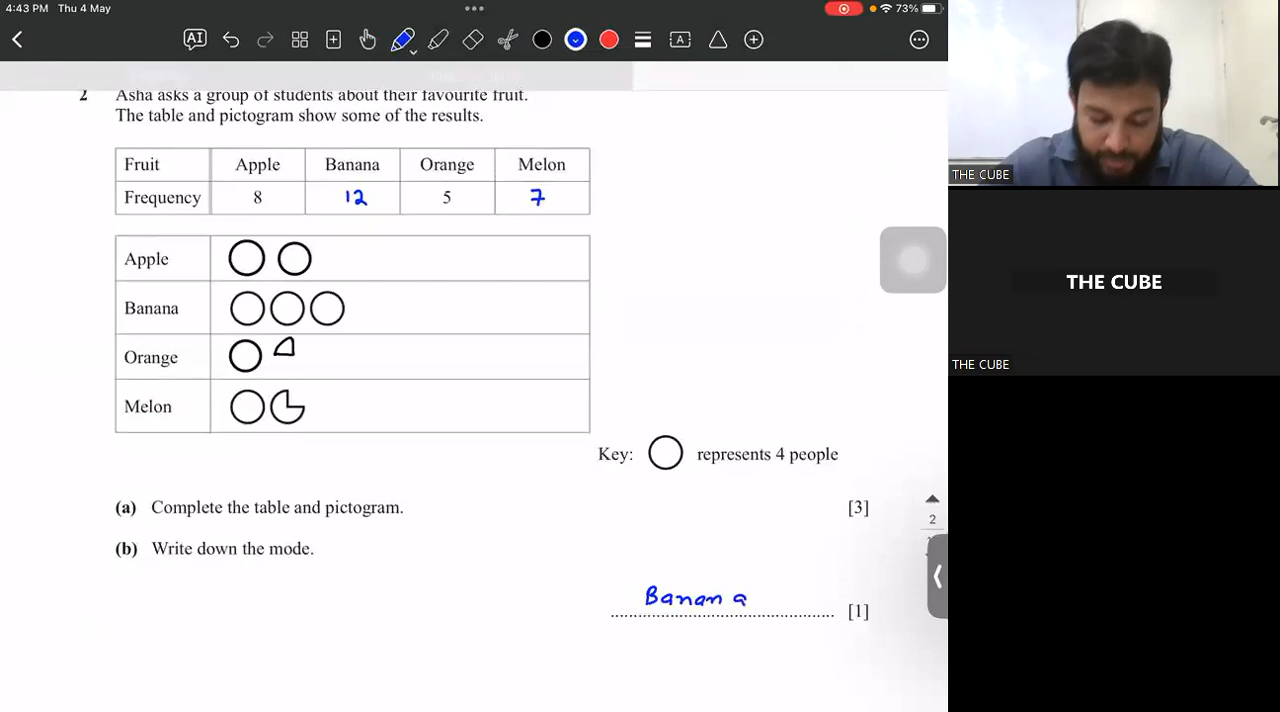 4:43 PM Thu 4 May
73%
AI
A
2 Asha asks a group of students about their favourite fruit.
The table and pictogram show some of the results.
Fruit Apple Banana Orange Melon
Frequency 8 12 5 7
Apple
Banana
Orange
Melon
Key: represents 4 people
(a) Complete the table and pictogram. [3]
(b) Write down the mode.
Banana [1]
2
THE CUBE
THE CUBE
THE CUBE